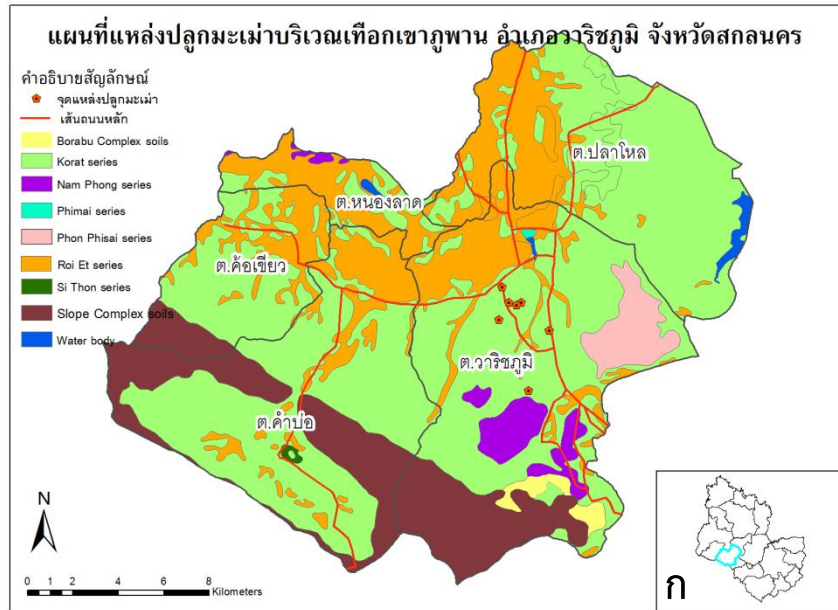 แผนที่แหล่งปลูกมะเม่าบริเวณเทือกเขาภูพาน อำเภอวาริชภูมิ จังหวัดสกลนคร
คำอธิบายสัญลักษณ์
จุดแหล่งปลูกมะเม่า
เส้นถนนหลัก
Borabu Complex soils
Korat series
Nam Phong series
Phimai series
Phon Phisai series
Roi Et series
Si Thon series
Slope Complex soils
Water body
ต.ปลาโหล
ต.หนองลาด
ต.ค้อเขียว
ต.วาริชภูมิ
ต.คำบ่อ
N
0 1 2 4 6 8
Kilometers
ก